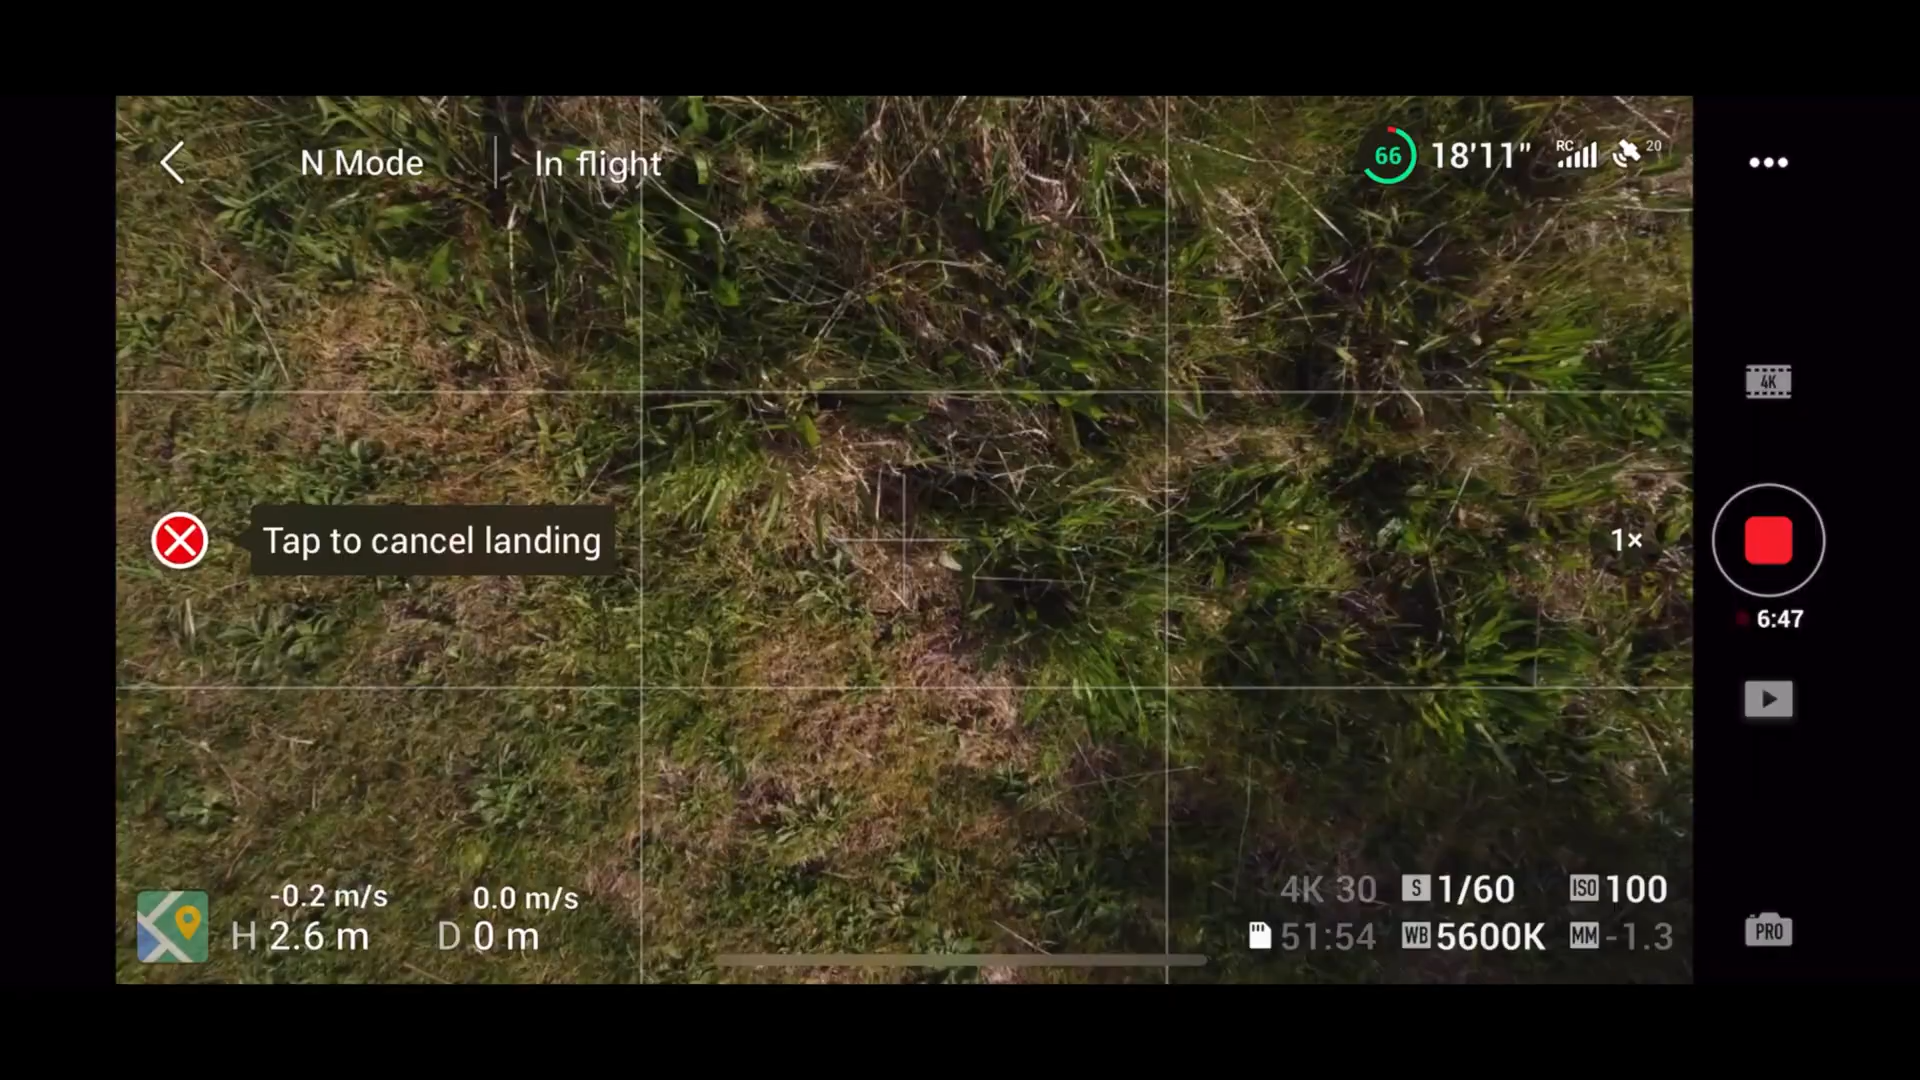 N Mode
In flight
66
18'11"
RC
20
4K
Tap to cancel landing
1×
6:47
-0.2 m/s
0.0 m/s
H 2.6 m
D 0 m
4K 30
S 1/60
ISO 100
51:54
WB 5600K
MM -1.3
PRO